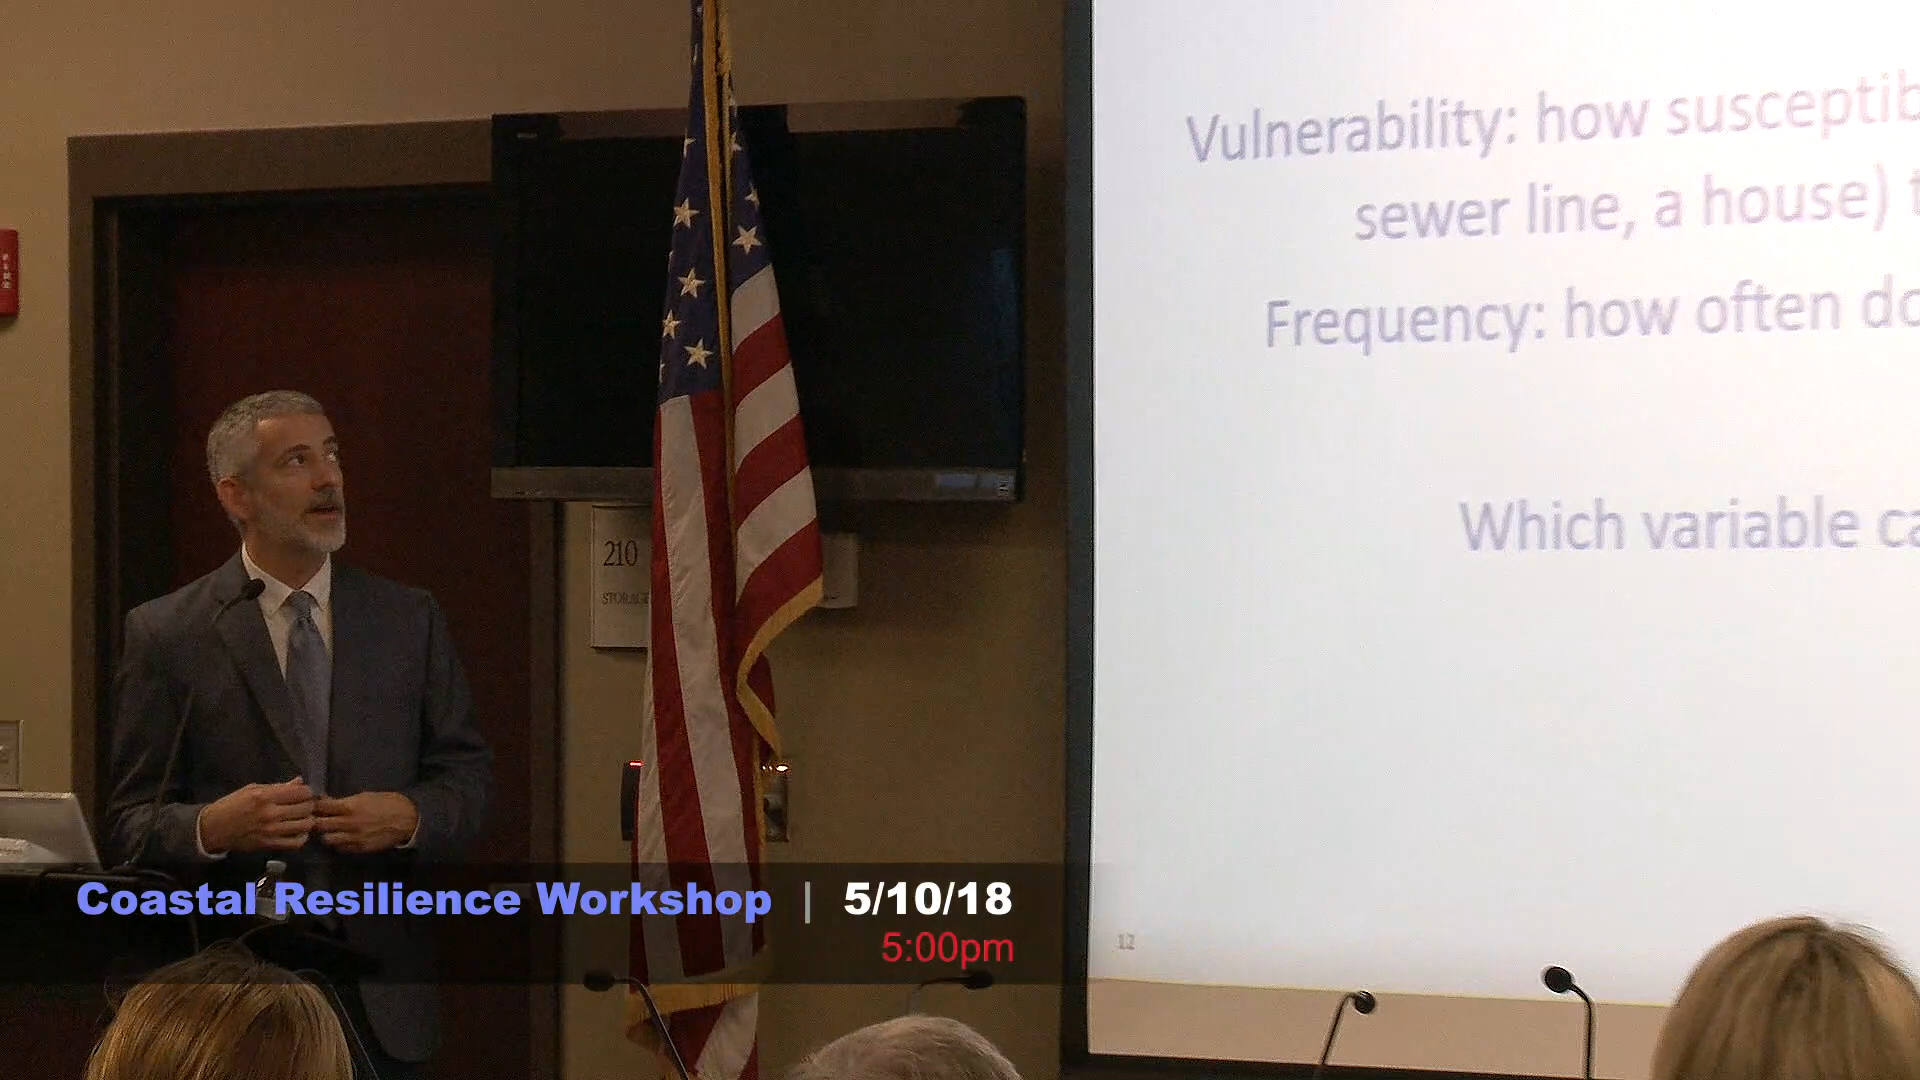 Vulnerability: how susceptib
sewer line, a house)
Frequency: how often do
Which variable ca
210
STORAGE
Coastal Resilience Workshop | 5/10/18
5:00pm
12